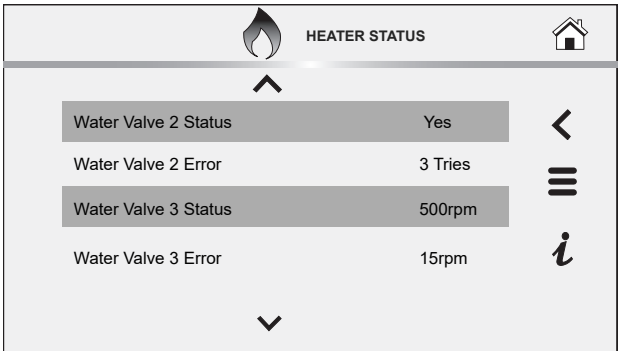 HEATER STATUS
Water Valve 2 Status Yes
Water Valve 2 Error 3 Tries
Water Valve 3 Status 500rpm
Water Valve 3 Error 15rpm
i